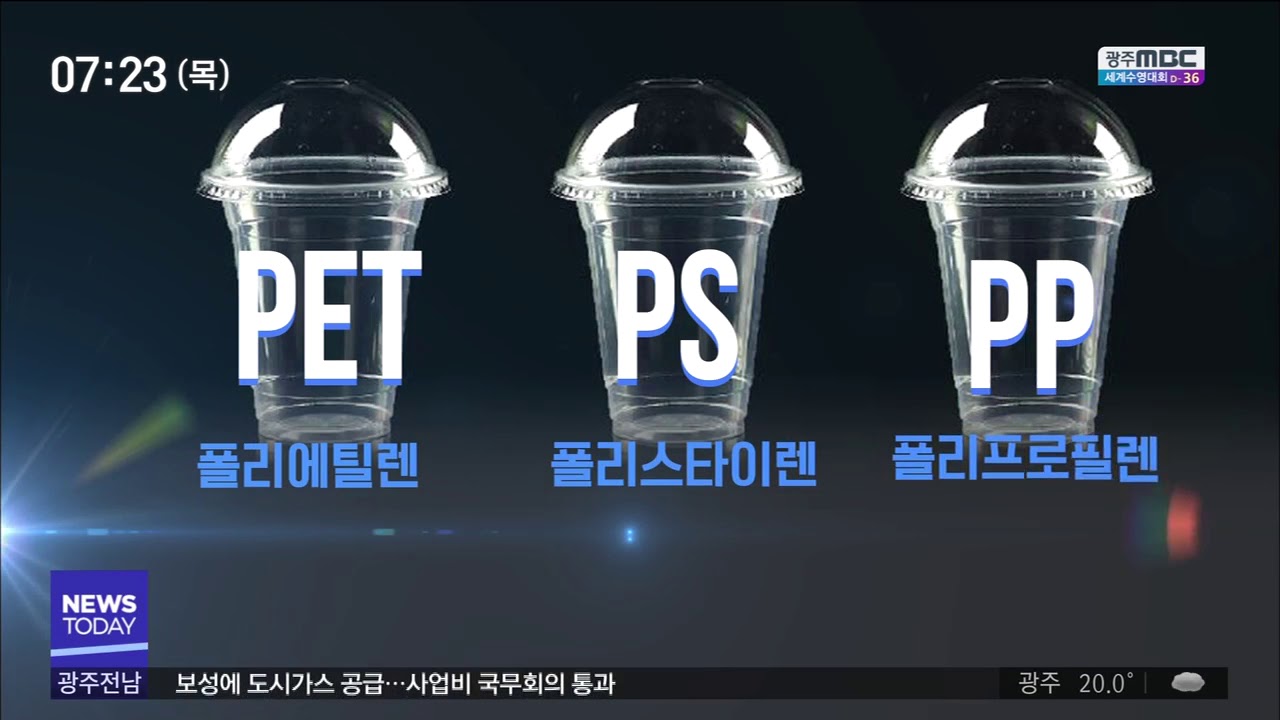 07:23 (목)
광주MBC
세계수영대회 D-36
PET
PS
PP
폴리에틸렌
폴리스타이렌
폴리프로필렌
NEWS
TODAY
광주전남
보성에 도시가스 공급…사업비 국무회의 통과
광주 20.0°